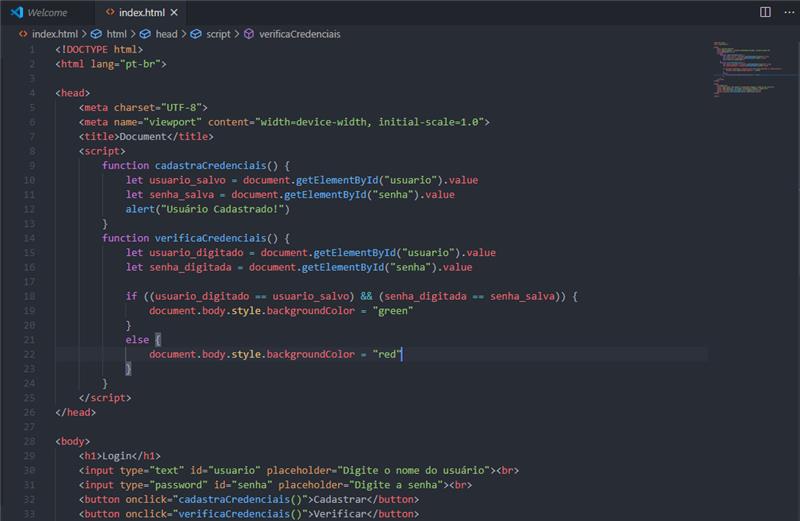 Welcome
index.html
index.html > html > head > script > verificaCredenciais
1 <!DOCTYPE html>
2 <html lang="pt-br">
3
4 <head>
5 <meta charset="UTF-8">
6 <meta name="viewport" content="width=device-width, initial-scale=1.0">
7 <title>Document</title>
8 <script>
9 function cadastraCredenciais() {
10 let usuario_salvo = document.getElementById("usuario").value
11 let senha_salva = document.getElementById("senha").value
12 alert("Usuário Cadastrado!")
13 }
14 function verificaCredenciais() {
15 let usuario_digitado = document.getElementById("usuario").value
16 let senha_digitada = document.getElementById("senha").value
17
18 if ((usuario_digitado == usuario_salvo) && (senha_digitada == senha_salva)) {
19 document.body.style.backgroundColor = "green"
20 }
21 else {
22 document.body.style.backgroundColor = "red"
23 }
24 }
25 </script>
26 </head>
27
28 <body>
29 <h1>Login</h1>
30 <input type="text" id="usuario" placeholder="Digite o nome do usuário"><br>
31 <input type="password" id="senha" placeholder="Digite a senha"><br>
32 <button onclick="cadastraCredenciais()">Cadastrar</button>
33 <button onclick="verificaCredenciais()">Verificar</button>